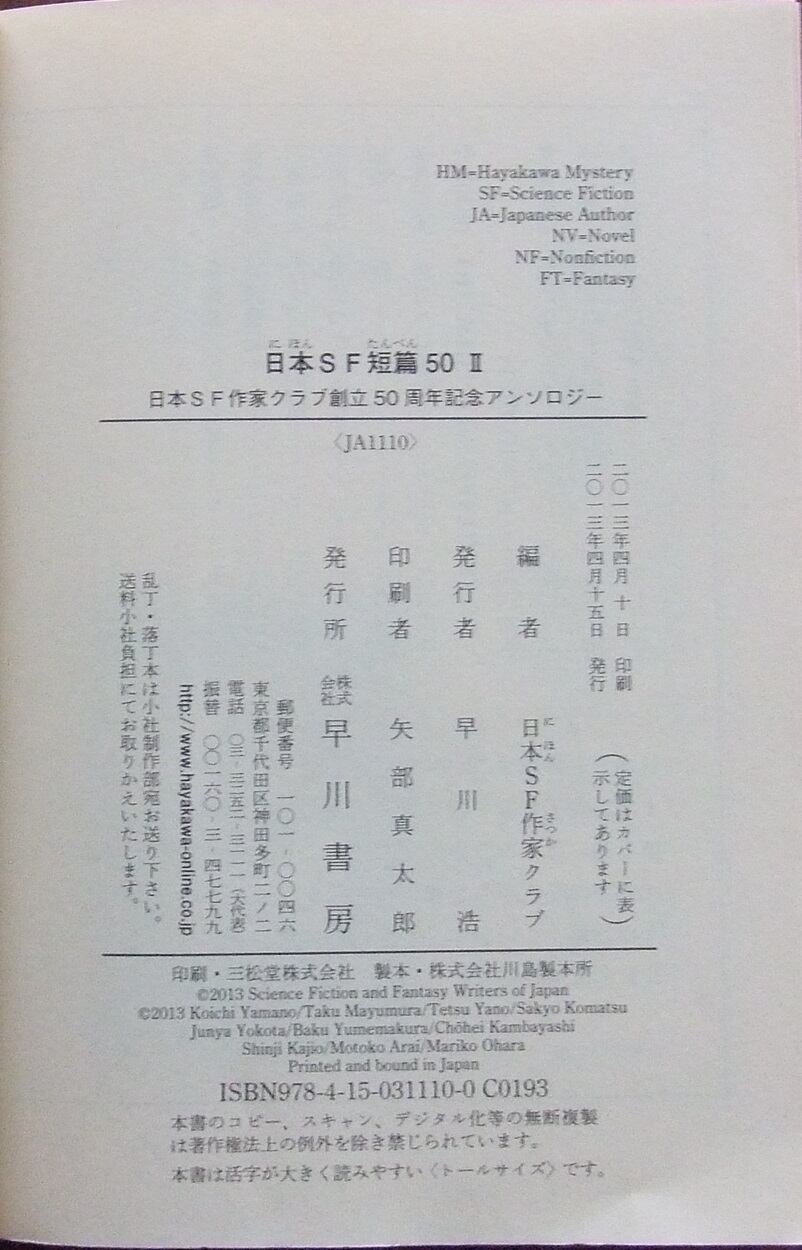 HM=Hayakawa Mystery
SF=Science Fiction
JA=Japanese Author
NV=Novel
NF=Nonfiction
FT=Fantasy
に ほん たんぺん
日本ＳＦ短篇50 Ⅱ
日本ＳＦ作家クラブ創立50周年記念アンソロジー
〈JA1110〉
二〇一三年四月 十 日 印刷
二〇一三年四月十五日 発行
（定価はカバーに表
示してあります）
編者 日本ＳＦ作家クラブ
に ほん さっか
発行者 早川 浩
印刷者 矢部真太郎
発行所 株式会社 早川書房
郵便番号 一〇一‐〇〇四六
東京都千代田区神田多町二ノ二
電話 〇三‐三二五二‐三一一一（大代表）
振替 〇〇一六〇‐三‐四七七九九
http://www.hayakawa-online.co.jp
乱丁・落丁本は小社制作部宛お送り下さい。
送料小社負担にてお取りかえいたします。
印刷・三松堂株式会社 製本・株式会社川島製本所
©2013 Science Fiction and Fantasy Writers of Japan
©2013 Koichi Yamano/Taku Mayumura/Tetsu Yano/Sakyo Komatsu
Junya Yokota/Baku Yumemakura/Chōhei Kambayashi
Shinji Kajio/Motoko Arai/Mariko Ohara
Printed and bound in Japan
ISBN978-4-15-031110-0 C0193
本書のコピー、スキャン、デジタル化等の無断複製
は著作権法上の例外を除き禁じられています。
本書は活字が大きく読みやすい〈トールサイズ〉です。